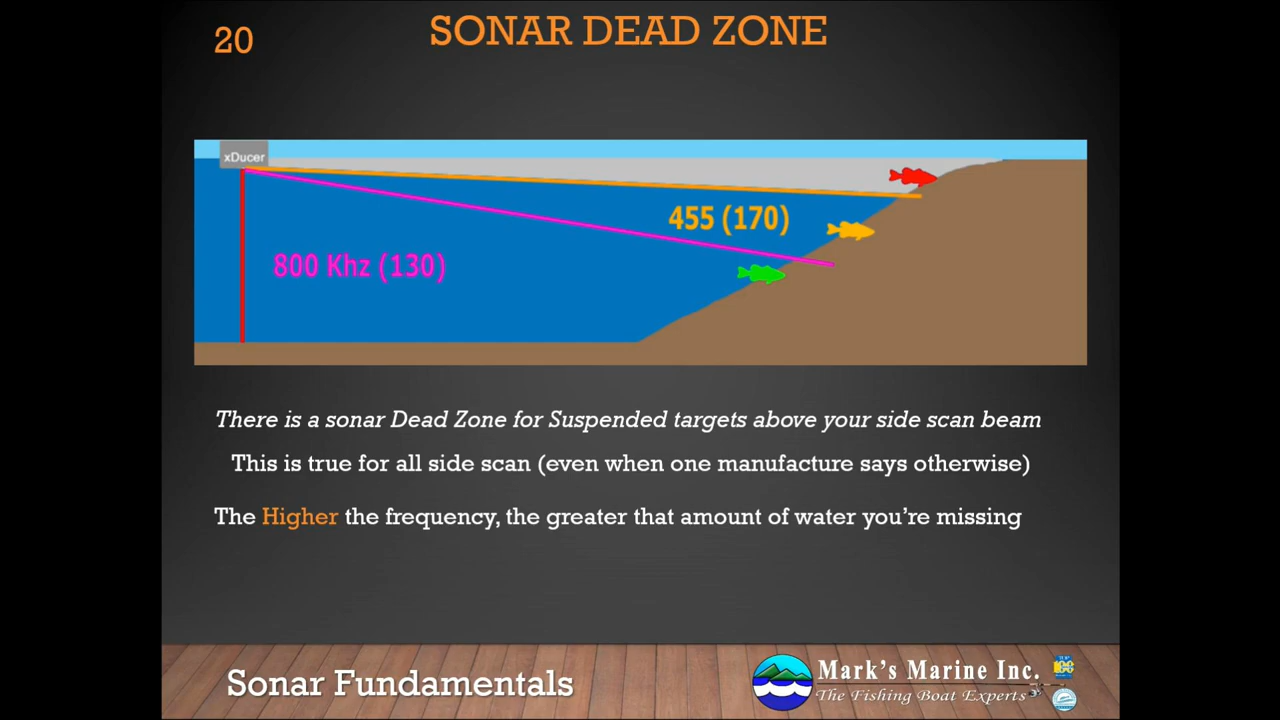 20
SONAR DEAD ZONE
xDucer
455 (170)
800 Khz (130)
There is a sonar Dead Zone for Suspended targets above your side scan beam
This is true for all side scan (even when one manufacture says otherwise)
The Higher the frequency, the greater that amount of water you're missing
Sonar Fundamentals
Mark's Marine Inc.
The Fishing Boat Experts